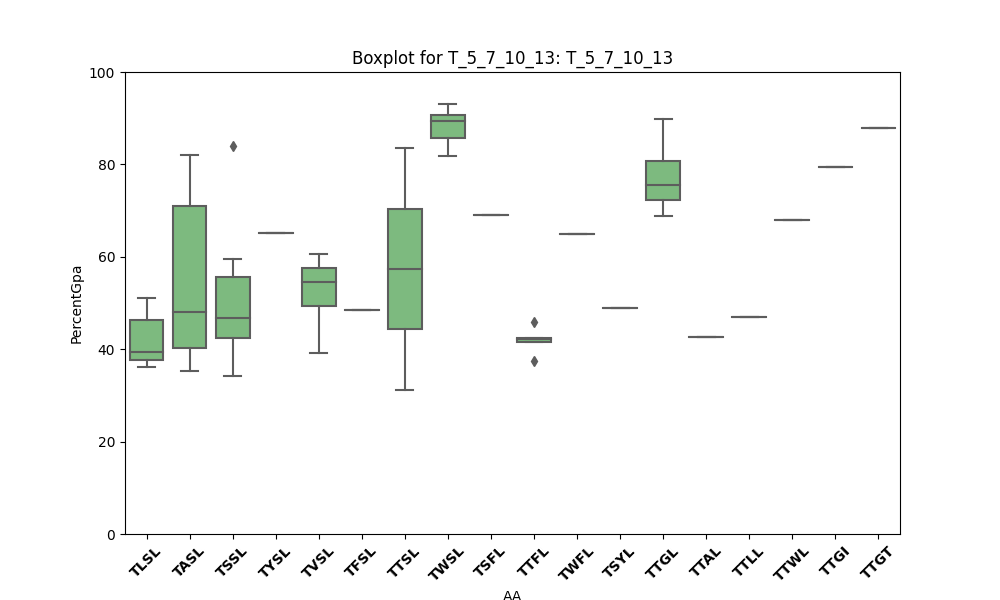 Boxplot for T_5_7_10_13: T_5_7_10_13
100
80
60
40
20
0
PercentGpa
TLSL TASL TSSL TYSL TVSL TFSL TTSL TWSL TSFL TTFL TWFL TSYL TTGL TTAL TTLL TTWL TTGI TTGT
AA